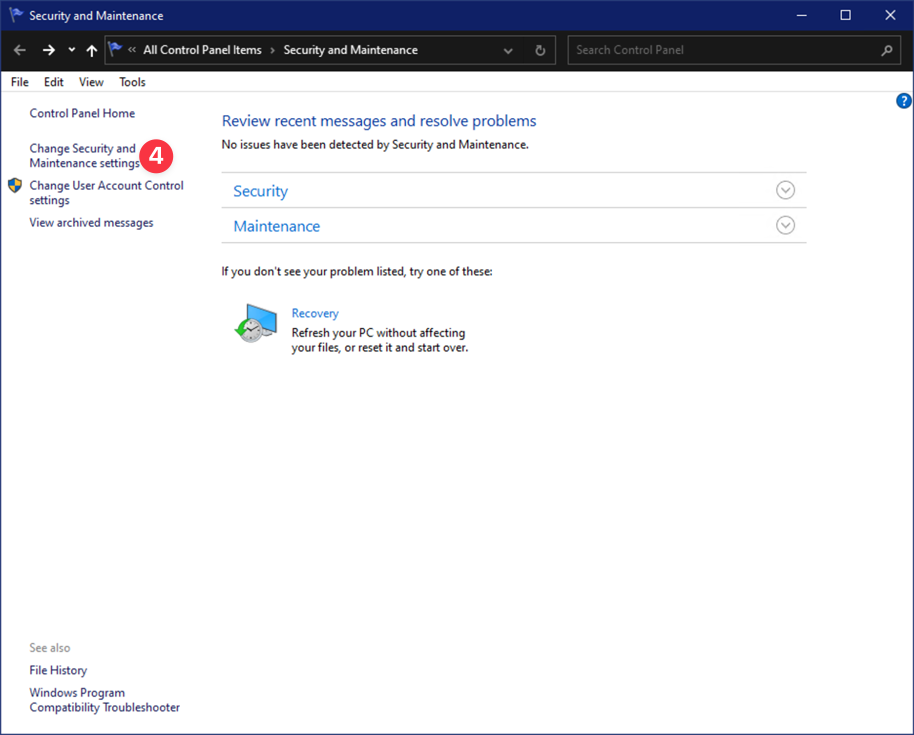 Security and Maintenance
« All Control Panel Items › Security and Maintenance
Search Control Panel
File Edit View Tools
Control Panel Home
Change Security and
Maintenance settings
4
Change User Account Control
settings
View archived messages
?
Review recent messages and resolve problems
No issues have been detected by Security and Maintenance.
Security
Maintenance
If you don't see your problem listed, try one of these:
Recovery
Refresh your PC without affecting
your files, or reset it and start over.
See also
File History
Windows Program
Compatibility Troubleshooter